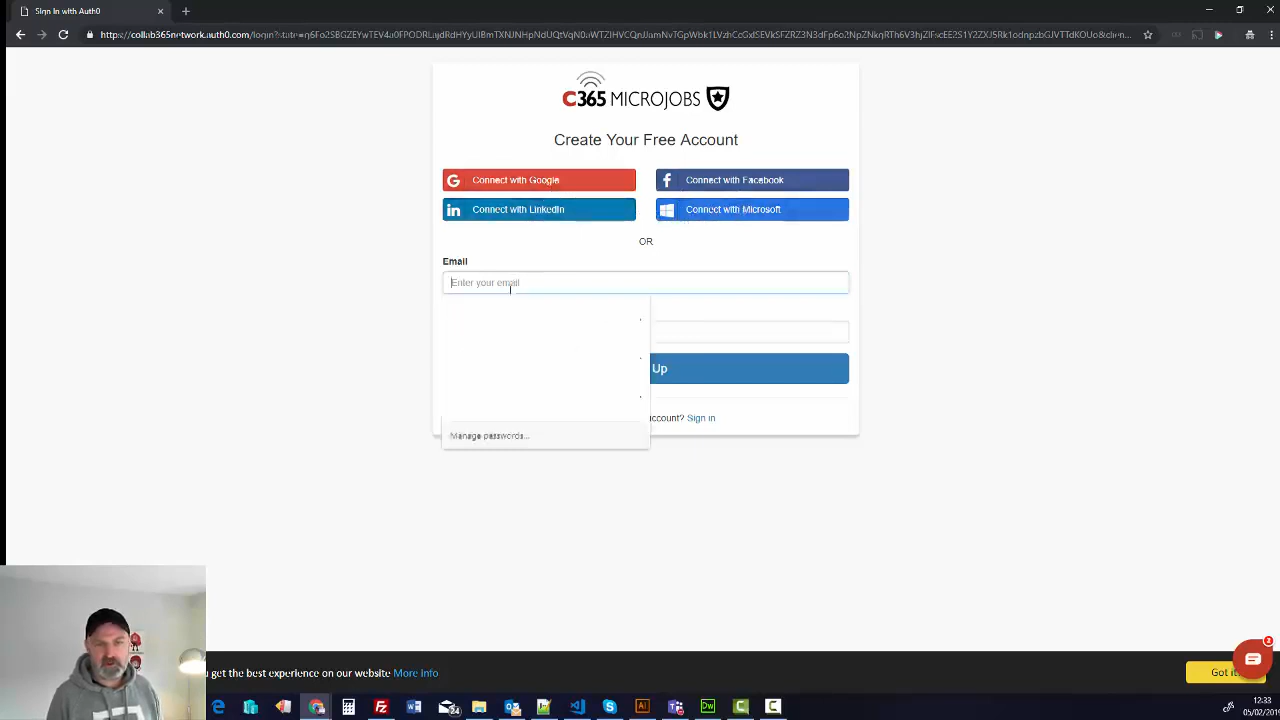 Sign In with Auth0
C365 MICROJOBS
Create Your Free Account
Connect with Google
Connect with Facebook
Connect with LinkedIn
Connect with Microsoft
OR
Email
Enter your email
Up
account? Sign in
Manage passwords...
get the best experience on our website More info
Got it
2
24
12:33